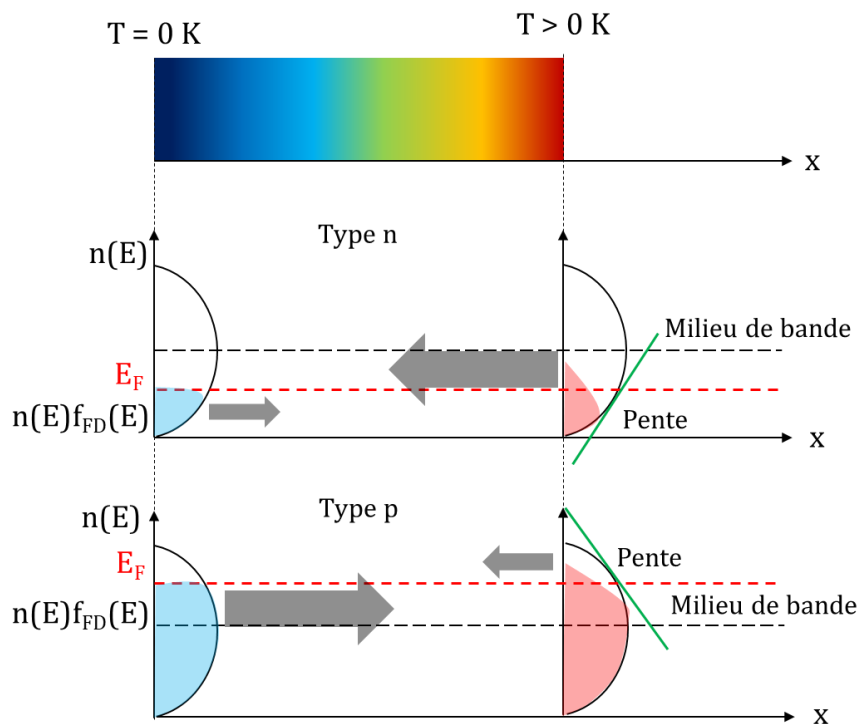 T = 0 K
T > 0 K
x
Type n
n(E)
Milieu de bande
E_F
n(E)f_FD(E)
Pente
x
Type p
n(E)
E_F
Pente
n(E)f_FD(E)
Milieu de bande
x